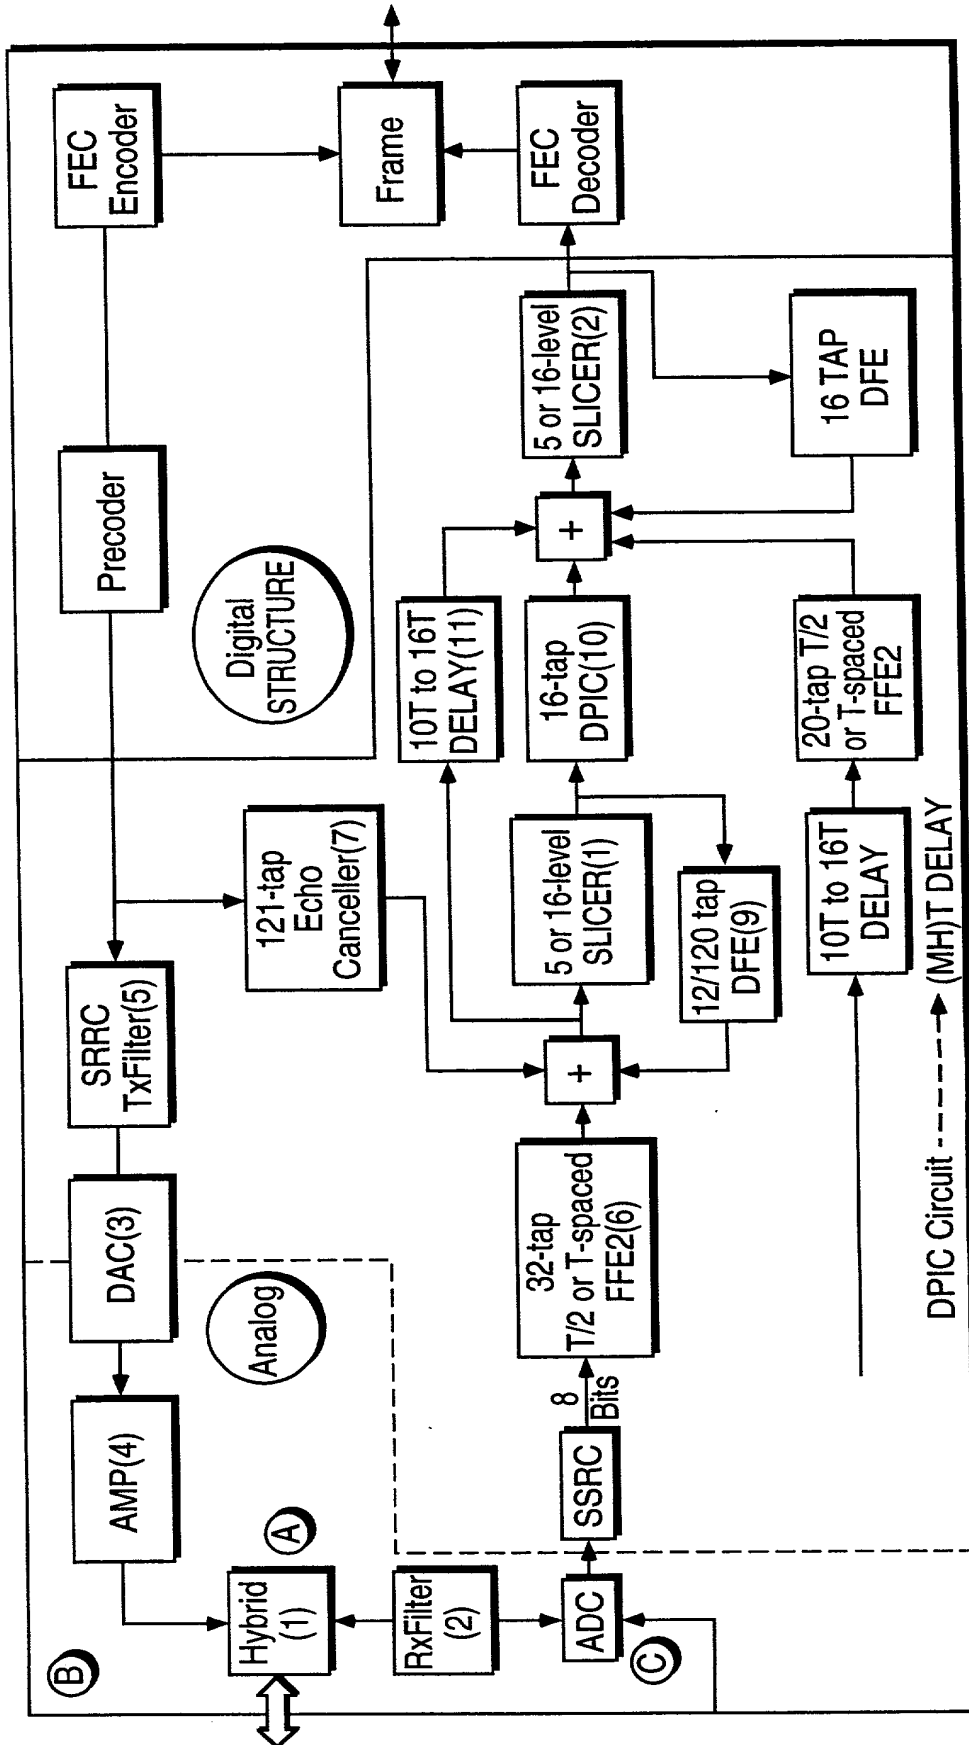 FEC
Encoder
Frame
FEC
Decoder
Precoder
Digital
STRUCTURE
5 or 16-level
SLICER(2)
16 TAP
DFE
+
10T to 16T
DELAY(11)
16-tap
DPIC(10)
20-tap T/2
or T-spaced
FFE2
SRRC
TxFilter(5)
121-tap
Echo
Canceller(7)
5 or 16-level
SLICER(1)
12/120 tap
DFE(9)
10T to 16T
DELAY
+
DAC(3)
Analog
32-tap
T/2 or T-spaced
FFE2(6)
8
Bits
AMP(4)
A
SSRC
B
Hybrid
(1)
RxFilter
(2)
ADC
C
DPIC Circuit (MH)T DELAY